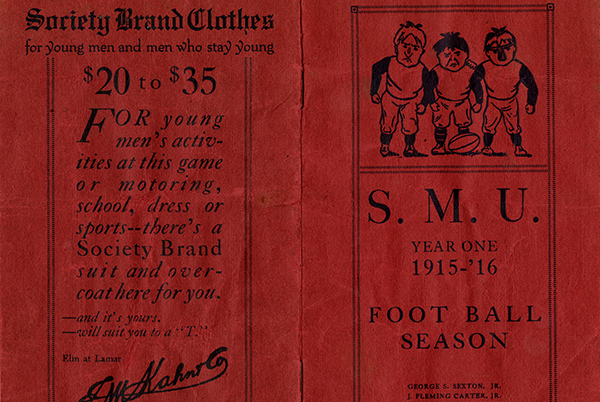 Society Brand Clothes
for young men and men who stay young
$20 to $35
FOR young
men's activ-
ities at this game
or motoring,
school, dress or
sports--there's a
Society Brand
suit and over-
coat here for you.
—and it's yours.
—will suit you to a "T."
Elm at Lamar
E M Kahn & Co
S. M. U.
YEAR ONE
1915-'16
FOOT BALL
SEASON
GEORGE S. SEXTON, JR.
J. FLEMING CARTER, JR.